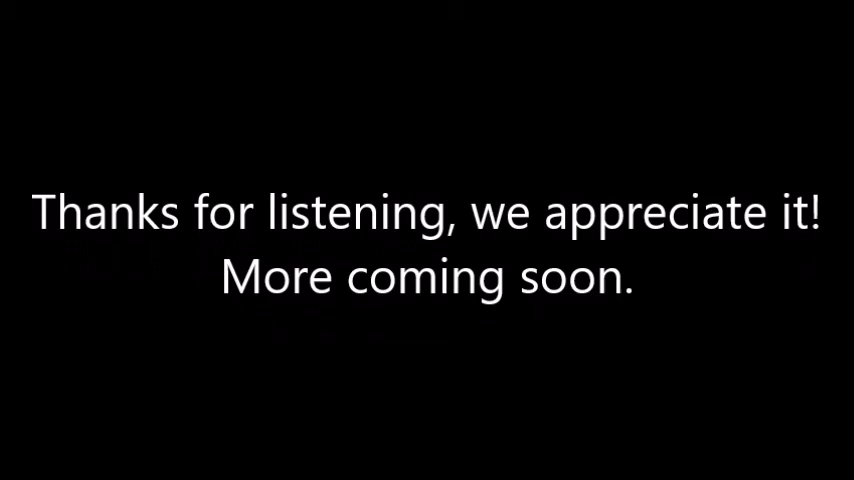 Thanks for listening, we appreciate it!
More coming soon.